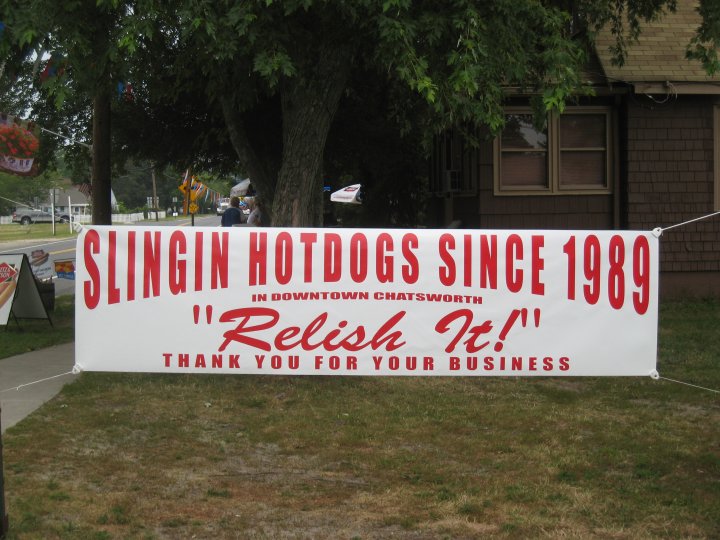 SLINGIN HOTDOGS SINCE 1989
IN DOWNTOWN CHATSWORTH
"Relish It!"
THANK YOU FOR YOUR BUSINESS